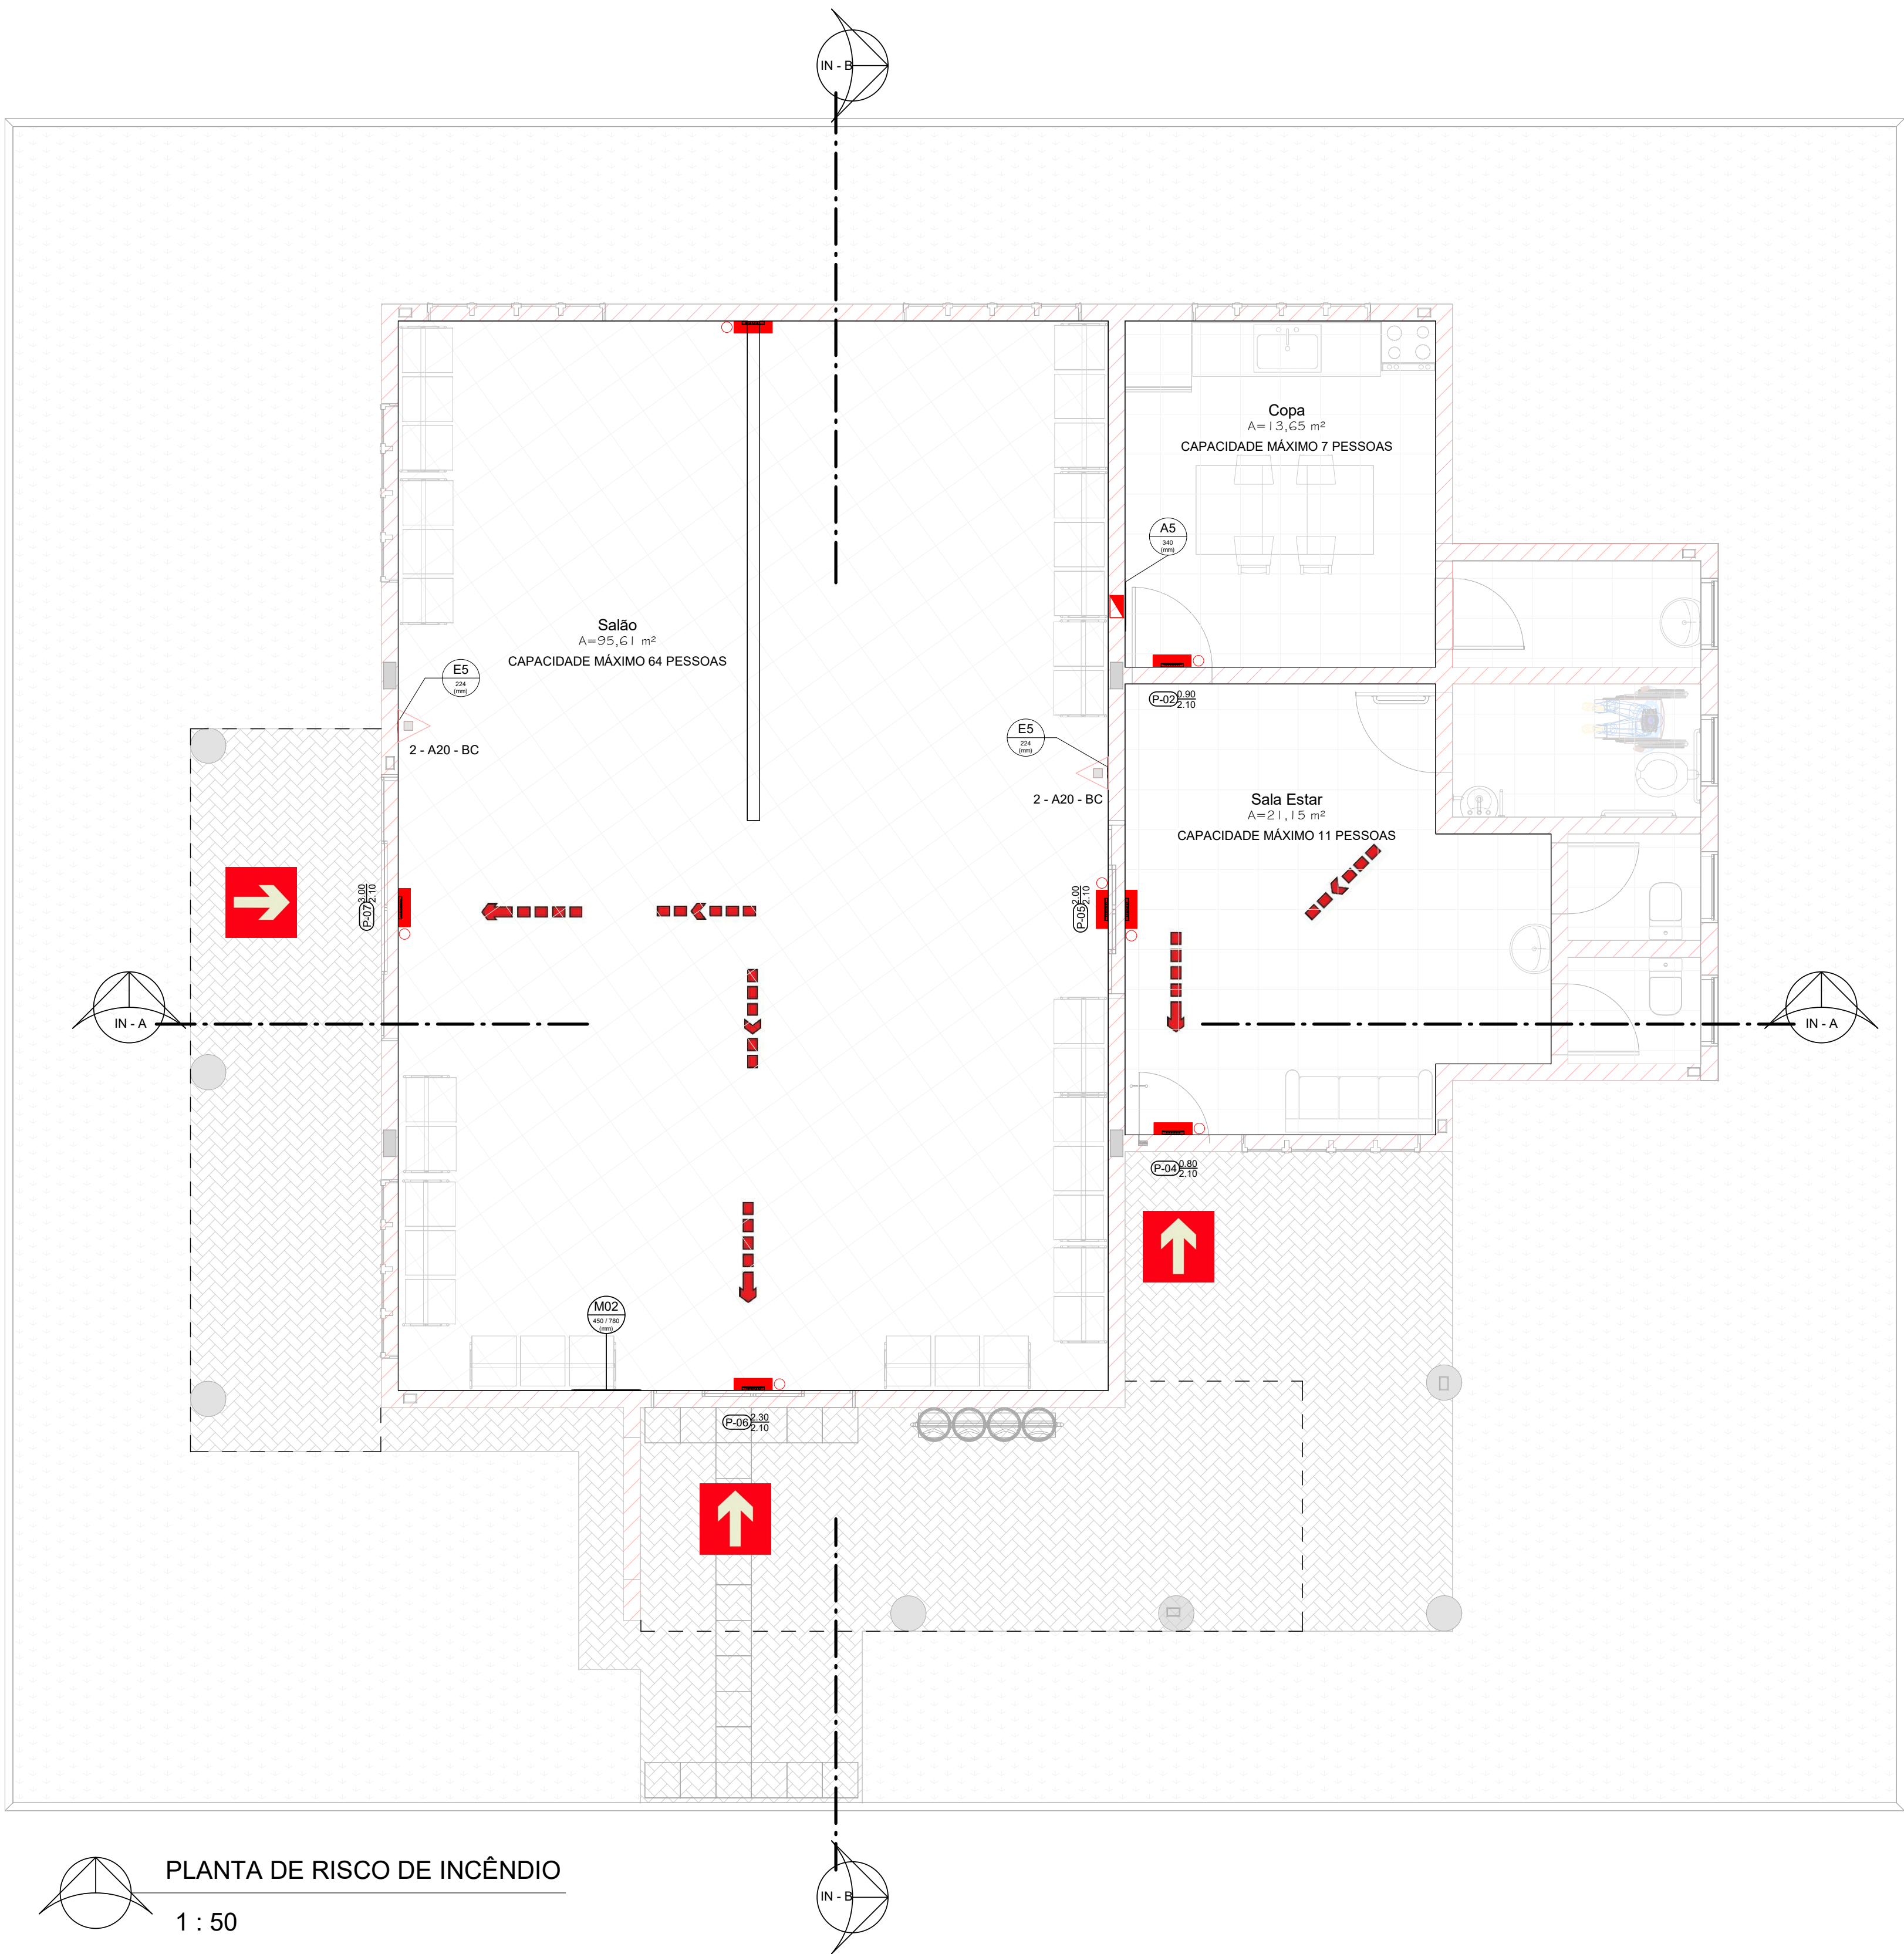 IN - B
Copa
A=13,65 m²
CAPACIDADE MÁXIMO 7 PESSOAS
A5
340
(mm)
Salão
A=95,61 m²
CAPACIDADE MÁXIMO 64 PESSOAS
E5
224
(mm)
2 - A20 - BC
P-02
0.90
2.10
E5
224
(mm)
2 - A20 - BC
Sala Estar
A=21,15 m²
CAPACIDADE MÁXIMO 11 PESSOAS
P-07
3.00
2.10
P-05
2.00
2.10
IN - A
IN - A
P-04
0.80
2.10
M02
450 / 780
(mm)
P-06
2.30
2.10
PLANTA DE RISCO DE INCÊNDIO
1 : 50
IN - B